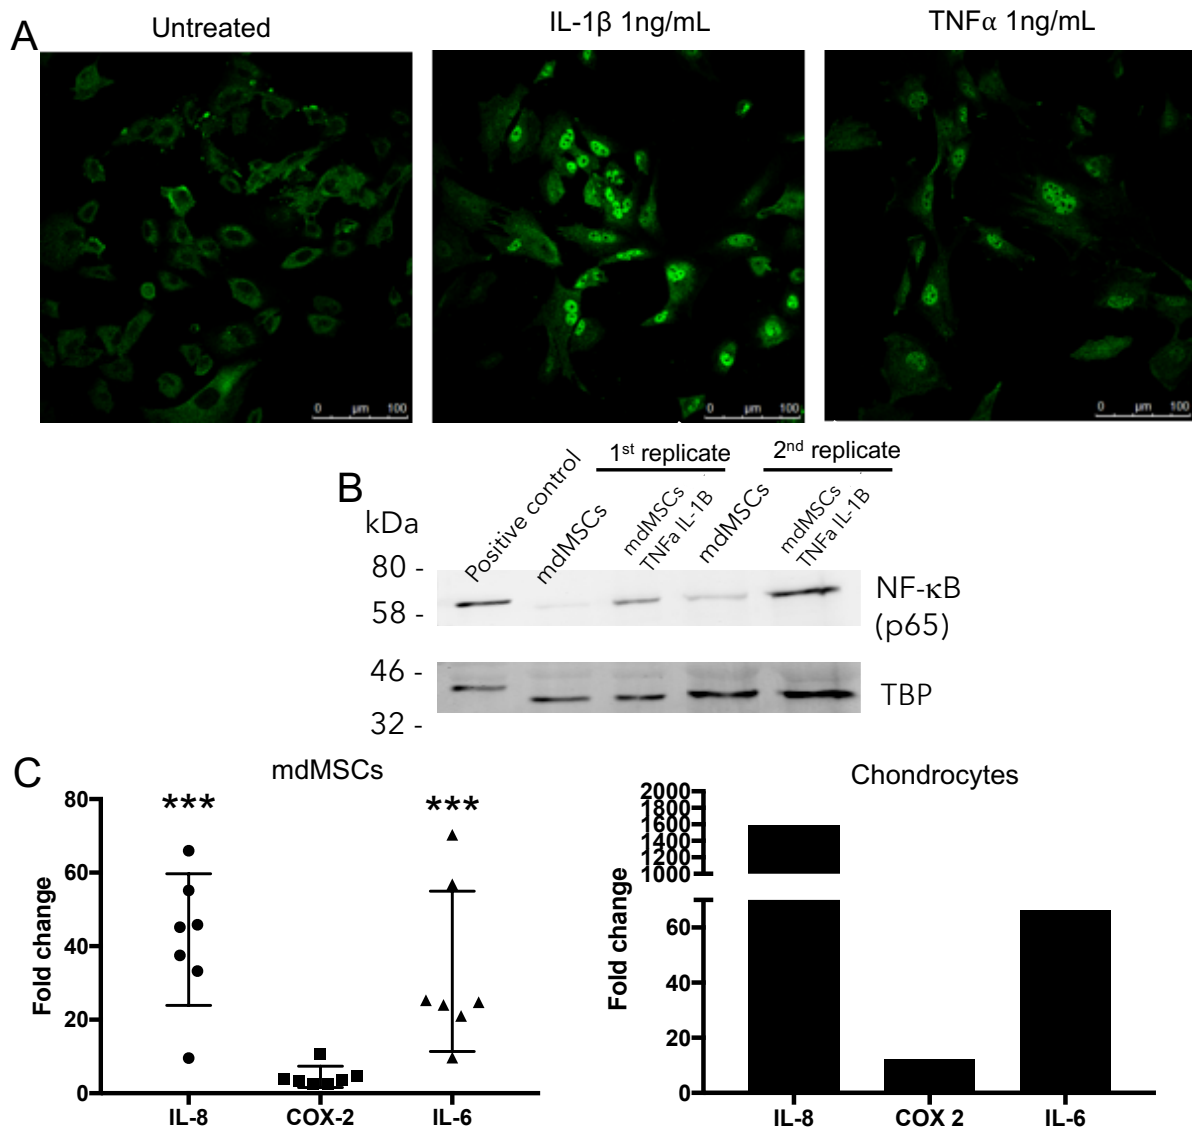 A
Untreated
IL-1β 1ng/mL
TNFα 1ng/mL
0 µm 100
0 µm 100
0 µm 100
B
1st replicate
2nd replicate
kDa
Positive control
mdMSCs
mdMSCs
TNFa IL-1B
mdMSCs
mdMSCs
TNFa IL-1B
80 -
58 -
NF-κB
(p65)
46 -
32 -
TBP
C
mdMSCs
Fold change
80
60
40
20
0
***
***
IL-8
COX-2
IL-6
Chondrocytes
Fold change
2000
1800
1600
1400
1200
1000
60
40
20
0
IL-8
COX 2
IL-6